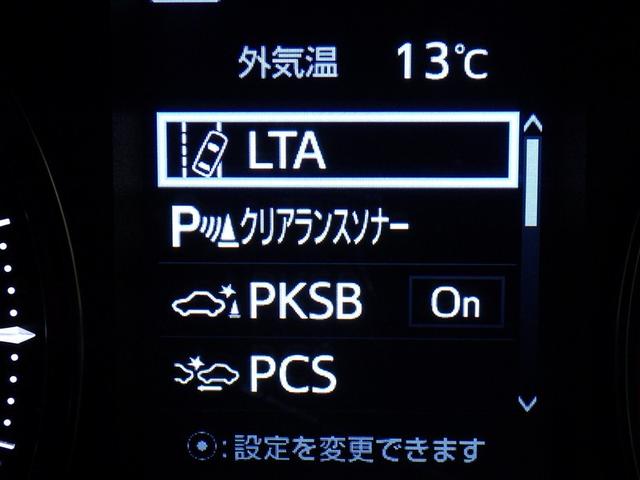 外気温 13℃
LTA
Pクリアランスソナー
PKSB On
PCS
:設定を変更できます